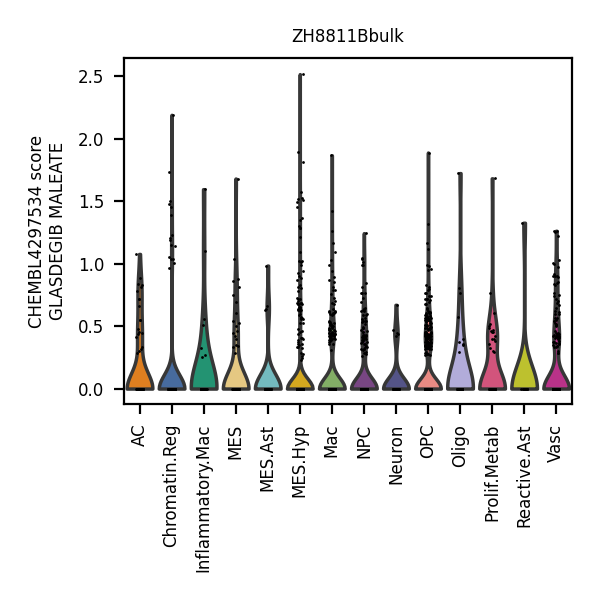 ZH8811Bbulk
CHEMBL4297534 score
GLASDEGIB MALEATE
2.5
2.0
1.5
1.0
0.5
0.0
AC
Chromatin.Reg
Inflammatory.Mac
MES
MES.Ast
MES.Hyp
Mac
NPC
Neuron
OPC
Oligo
Prolif.Metab
Reactive.Ast
Vasc